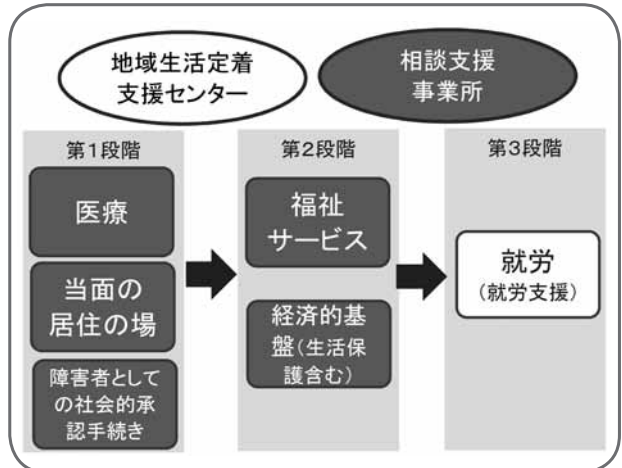 地域生活定着
支援センター
相談支援
事業所
第1段階
医療
当面の
居住の場
障害者として
の社会的承
認手続き
第2段階
福祉
サービス
経済的基
盤(生活保
護含む)
第3段階
就労
(就労支援)